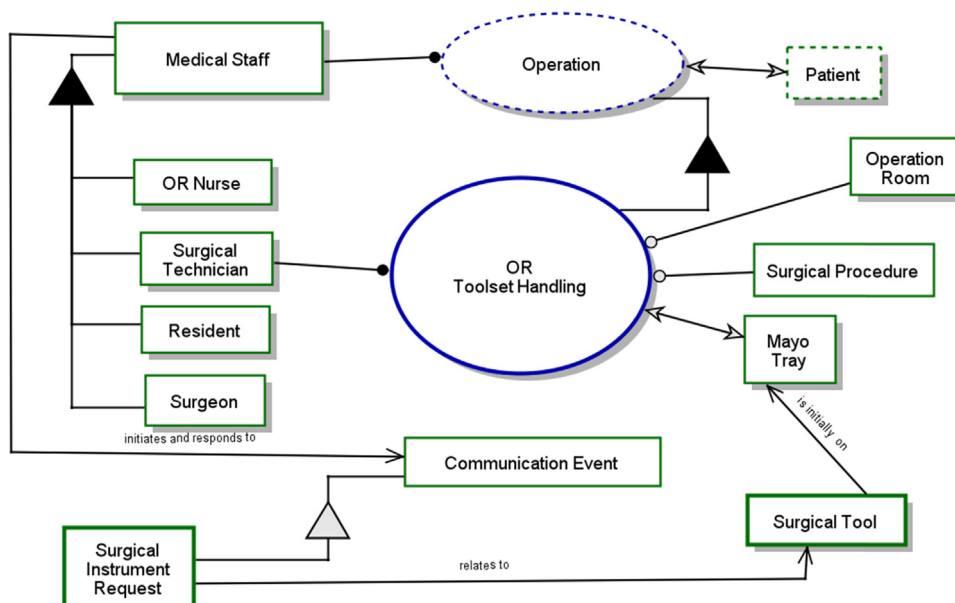 Medical Staff
Operation
Patient
OR Nurse
Operation
Room
Surgical
Technician
OR
Toolset Handling
Surgical Procedure
Resident
Mayo
Tray
Surgeon
is initially on
initiates and responds to
Communication Event
Surgical Tool
Surgical
Instrument
Request
relates to